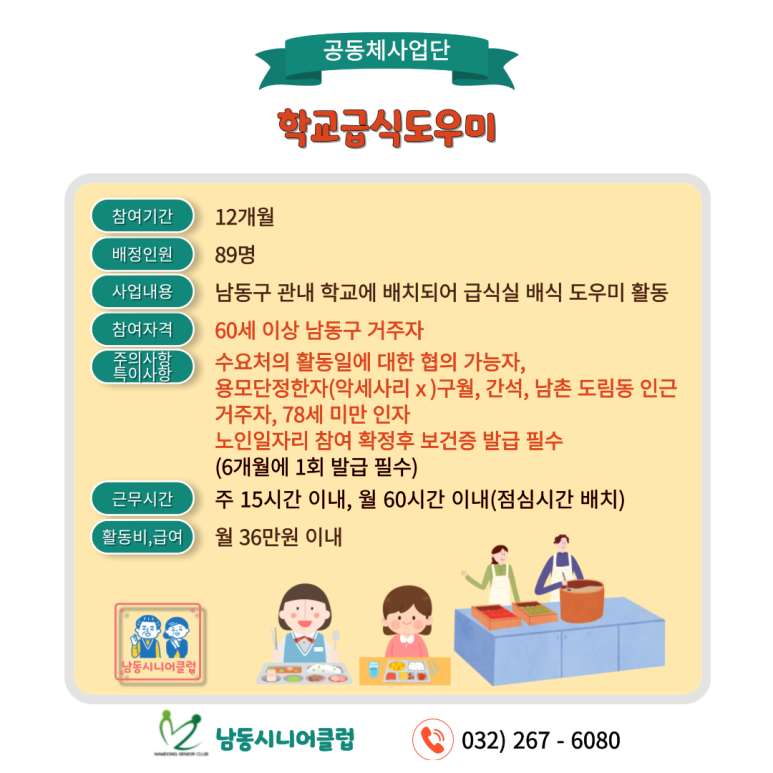 공동체사업단
학교급식도우미
참여기간
12개월
배정인원
89명
사업내용
남동구 관내 학교에 배치되어 급식실 배식 도우미 활동
참여자격
60세 이상 남동구 거주자
주의사항
특이사항
수요처의 활동일에 대한 협의 가능자,
용모단정한자(악세사리 x )구월, 간석, 남촌 도림동 인근
거주자, 78세 미만 인자
노인일자리 참여 확정후 보건증 발급 필수
(6개월에 1회 발급 필수)
근무시간
주 15시간 이내, 월 60시간 이내(점심시간 배치)
활동비,급여
월 36만원 이내
남동시니어클럽
NAMDONG SENIOR CLUB
남동시니어클럽
032) 267 - 6080